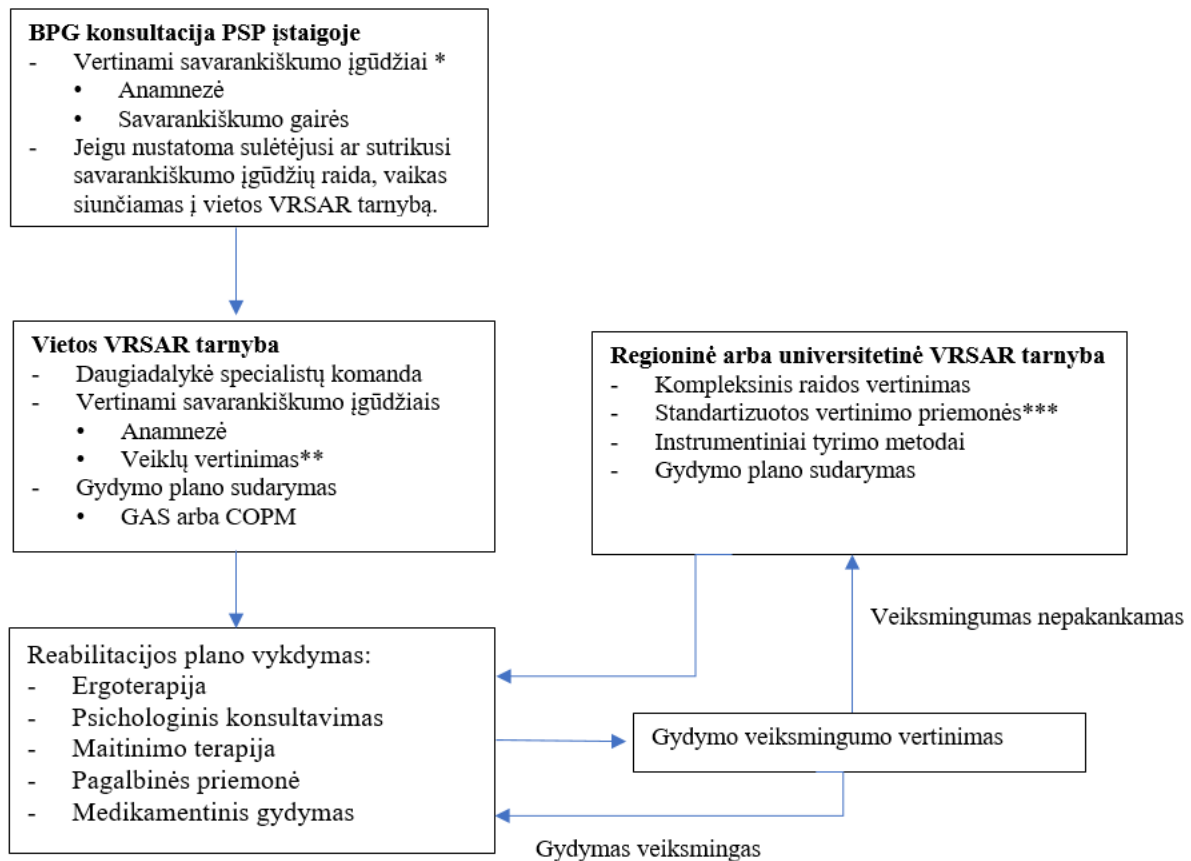 BPG konsultacija PSP įstaigoje
- Vertinami savarankiškumo įgūdžiai *
• Anamnezė
• Savarankiškumo gairės
- Jeigu nustatoma sulėtėjusi ar sutrikusi
savarankiškumo įgūdžių raida, vaikas
siunčiamas į vietos VRSAR tarnybą.
Vietos VRSAR tarnyba
- Daugiadalykė specialistų komanda
- Vertinami savarankiškumo įgūdžiais
• Anamnezė
• Veiklų vertinimas**
- Gydymo plano sudarymas
• GAS arba COPM
Regioninė arba universitetinė VRSAR tarnyba
- Kompleksinis raidos vertinimas
- Standartizuotos vertinimo priemonės***
- Instrumentiniai tyrimo metodai
- Gydymo plano sudarymas
Veiksmingumas nepakankamas
Reabilitacijos plano vykdymas:
- Ergoterapija
- Psichologinis konsultavimas
- Maitinimo terapija
- Pagalbinės priemonė
- Medikamentinis gydymas
Gydymo veiksmingumo vertinimas
Gydymas veiksmingas